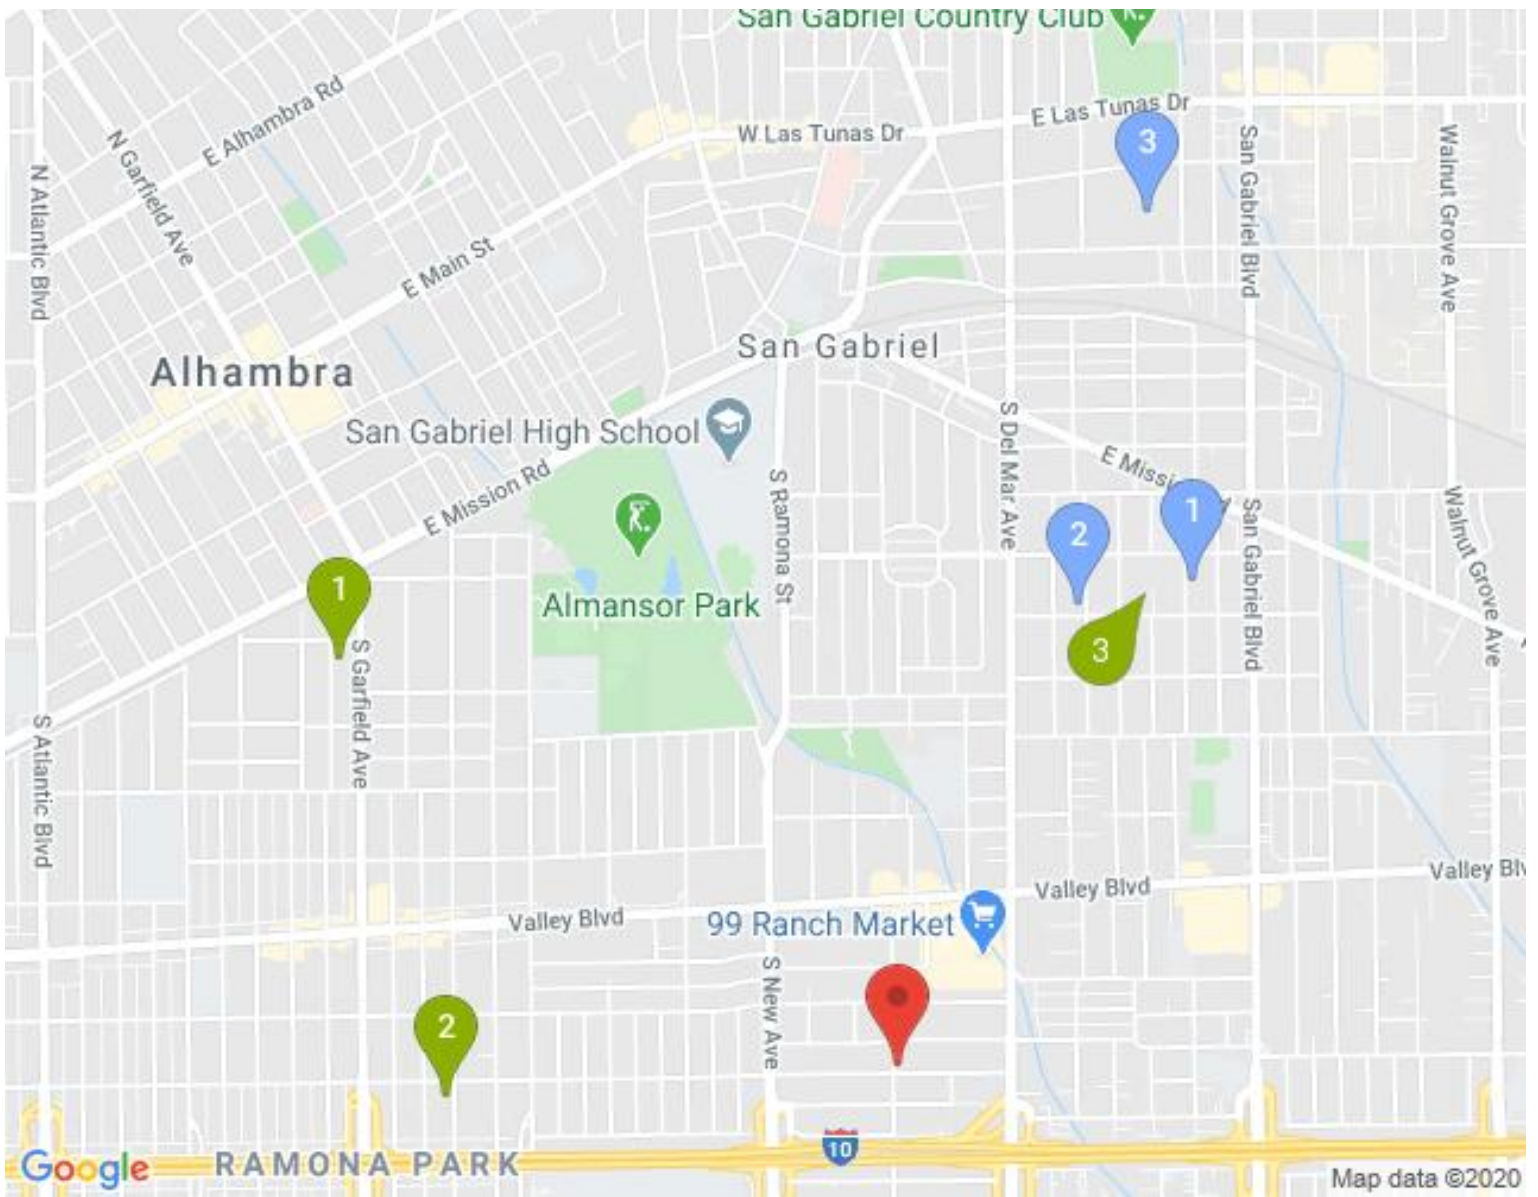 San Gabriel Country Club
E Las Tunas Dr
W Las Tunas Dr
3
E Alhambra Rd
N Garfield Ave
N Atlantic Blvd
San Gabriel Blvd
Walnut Grove Ave
E Main St
San Gabriel
Alhambra
San Gabriel High School
E Mission Rd
S Ramona St
S Del Mar Ave
1
2
San Gabriel Blvd
Walnut Grove Ave
1
Almansor Park
3
S Garfield Ave
S Atlantic Blvd
Valley Blvd
Valley Blvd
Valley
99 Ranch Market
S New Ave
2
10
RAMONA PARK
Google
Map data ©2020